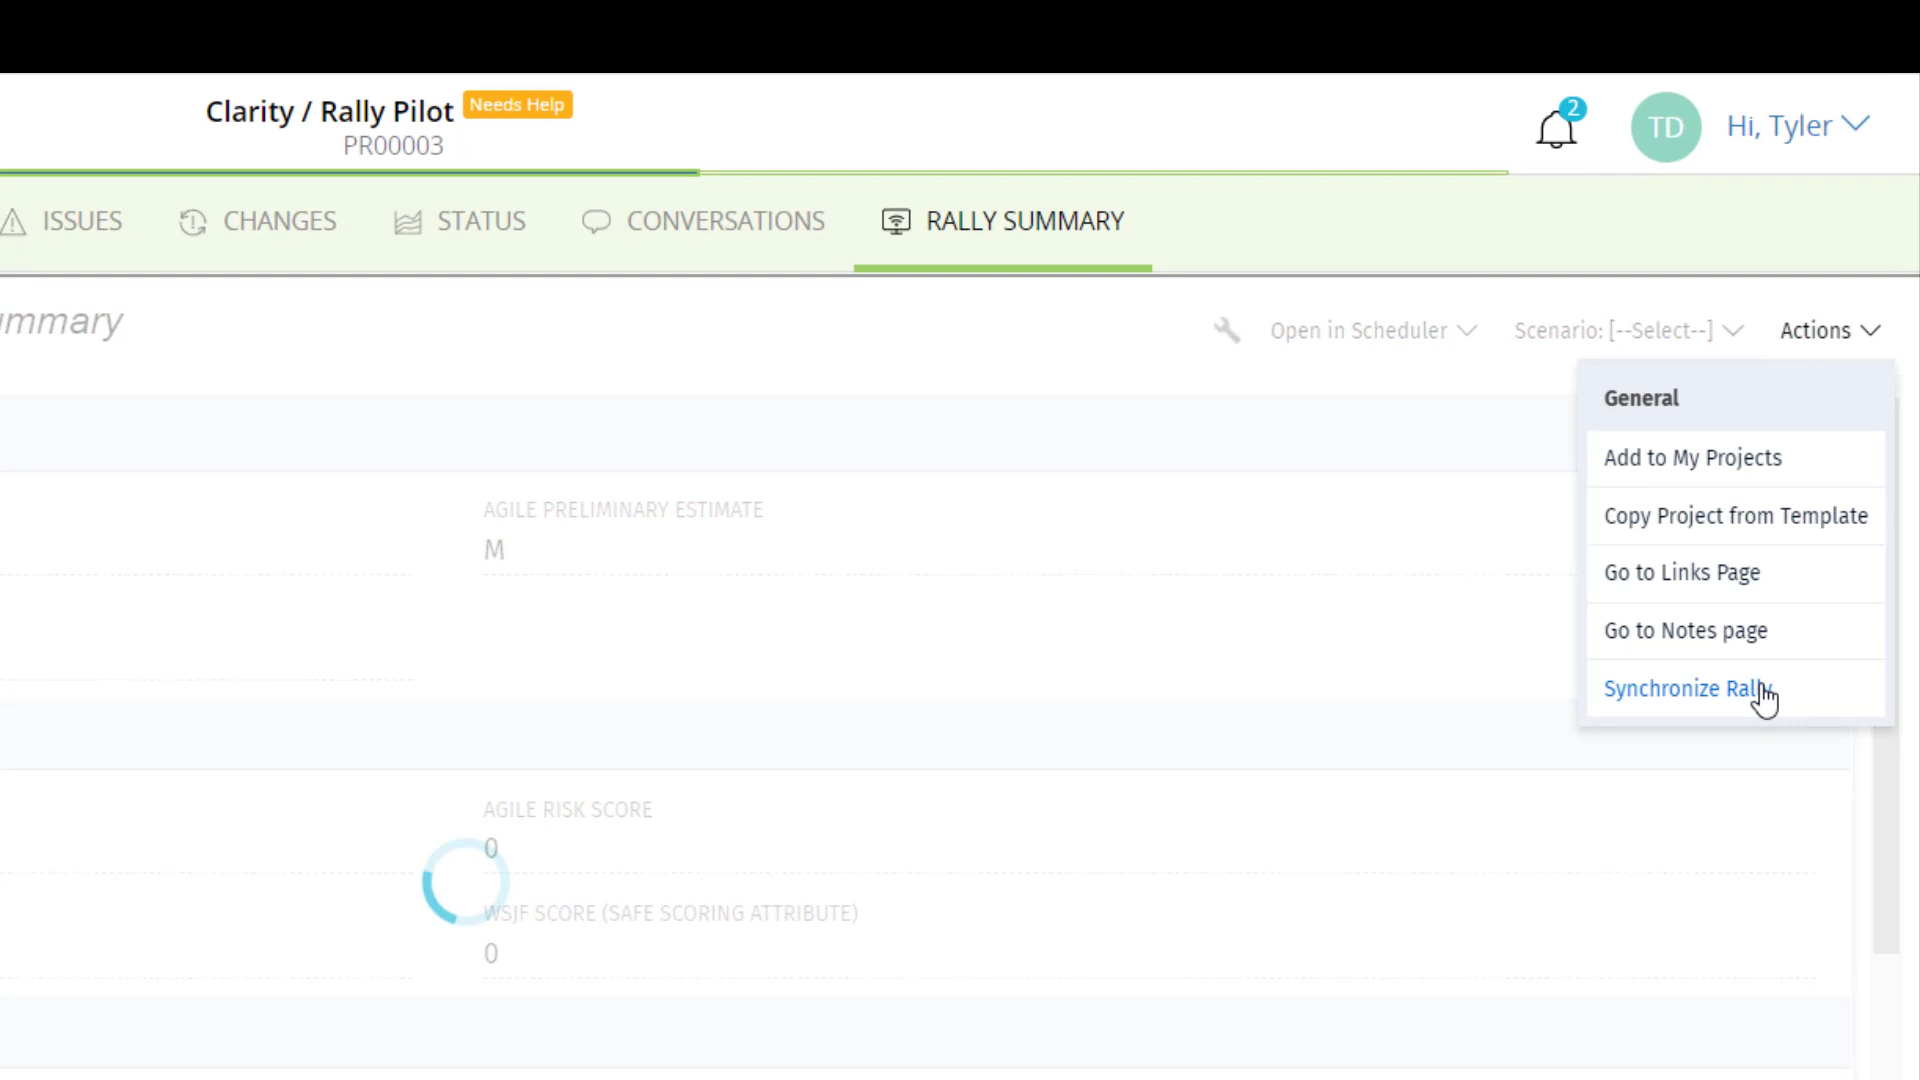 Clarity / Rally Pilot Needs Help
PR00003
2
TD
Hi, Tyler
ISSUES
CHANGES
STATUS
CONVERSATIONS
RALLY SUMMARY
ummary
Open in Scheduler
Scenario: [--Select--]
Actions
General
Add to My Projects
Copy Project from Template
Go to Links Page
Go to Notes page
Synchronize Rally
AGILE PRELIMINARY ESTIMATE
M
AGILE RISK SCORE
0
WSJF SCORE (SAFE SCORING ATTRIBUTE)
0